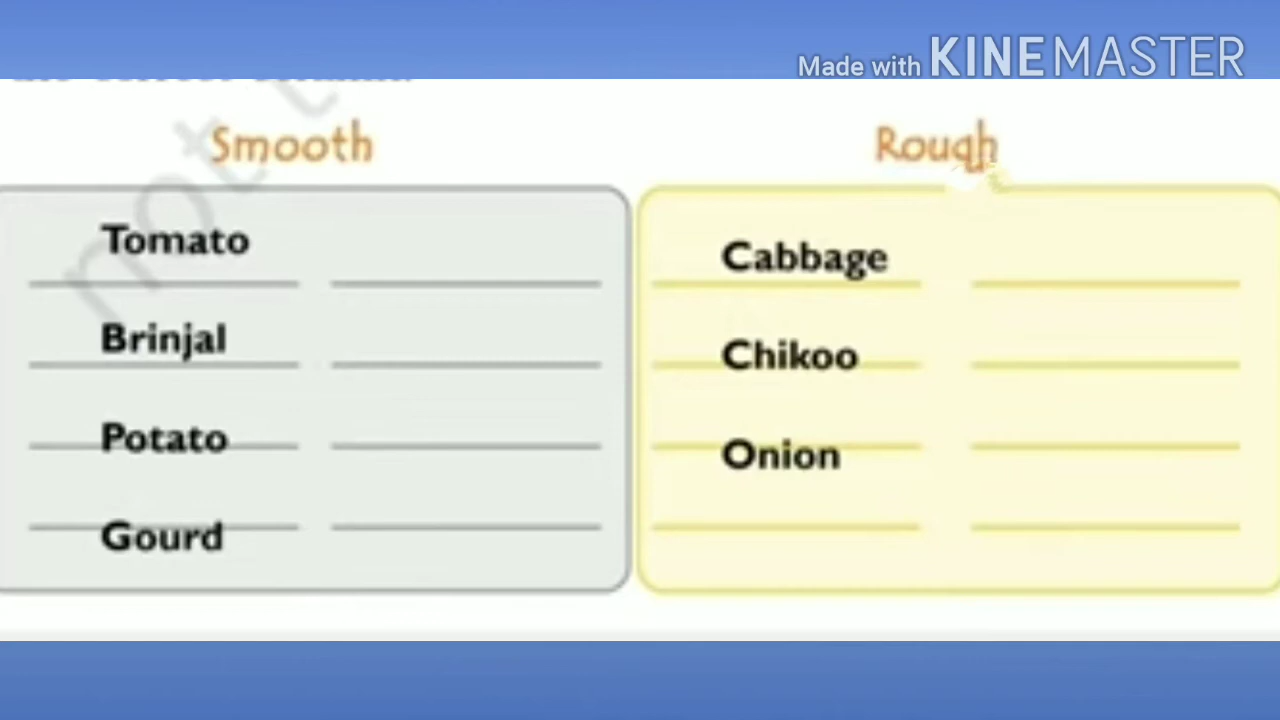 Made with KINEMASTER
Smooth
Rough
Tomato
Brinjal
Potato
Gourd
Cabbage
Chikoo
Onion